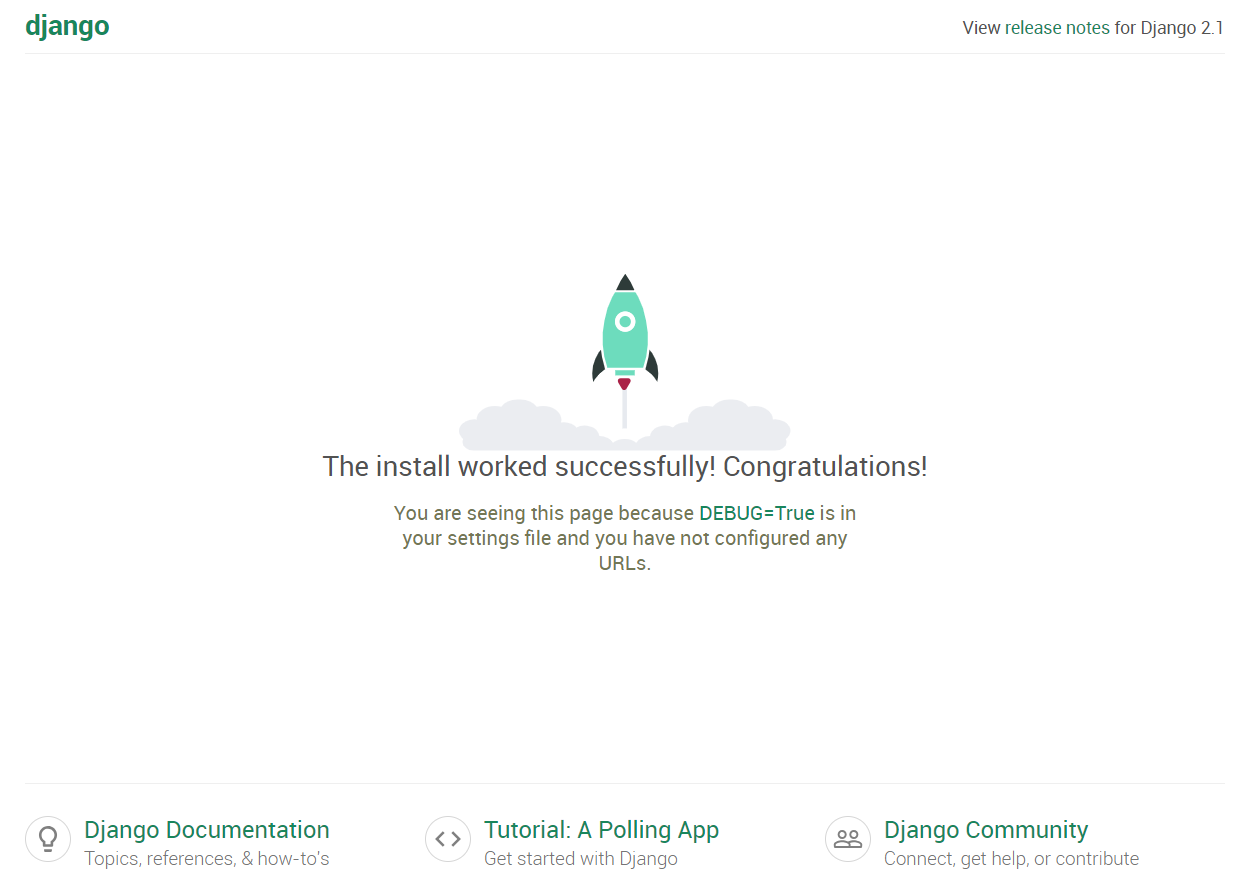 django
View release notes for Django 2.1
The install worked successfully! Congratulations!
You are seeing this page because DEBUG=True is in
your settings file and you have not configured any
URLs.
Django Documentation
Topics, references, & how-to's
Tutorial: A Polling App
Get started with Django
Django Community
Connect, get help, or contribute